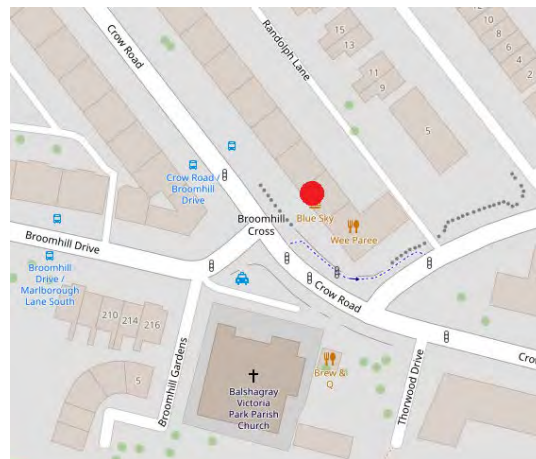 Crow Road
Randolph Lane
15
13
11
9
5
12
10
8
6
4
2
Crow Road /
Broomhill
Drive
Broomhill
Cross
Blue Sky
Wee Paree
Broomhill Drive
Broomhill
Drive /
Marlborough
Lane South
210
214
216
5
Broomhill Gardens
Crow Road
Balshagray
Victoria
Park Parish
Church
Brew &
Q
Thorwood Drive
Crow